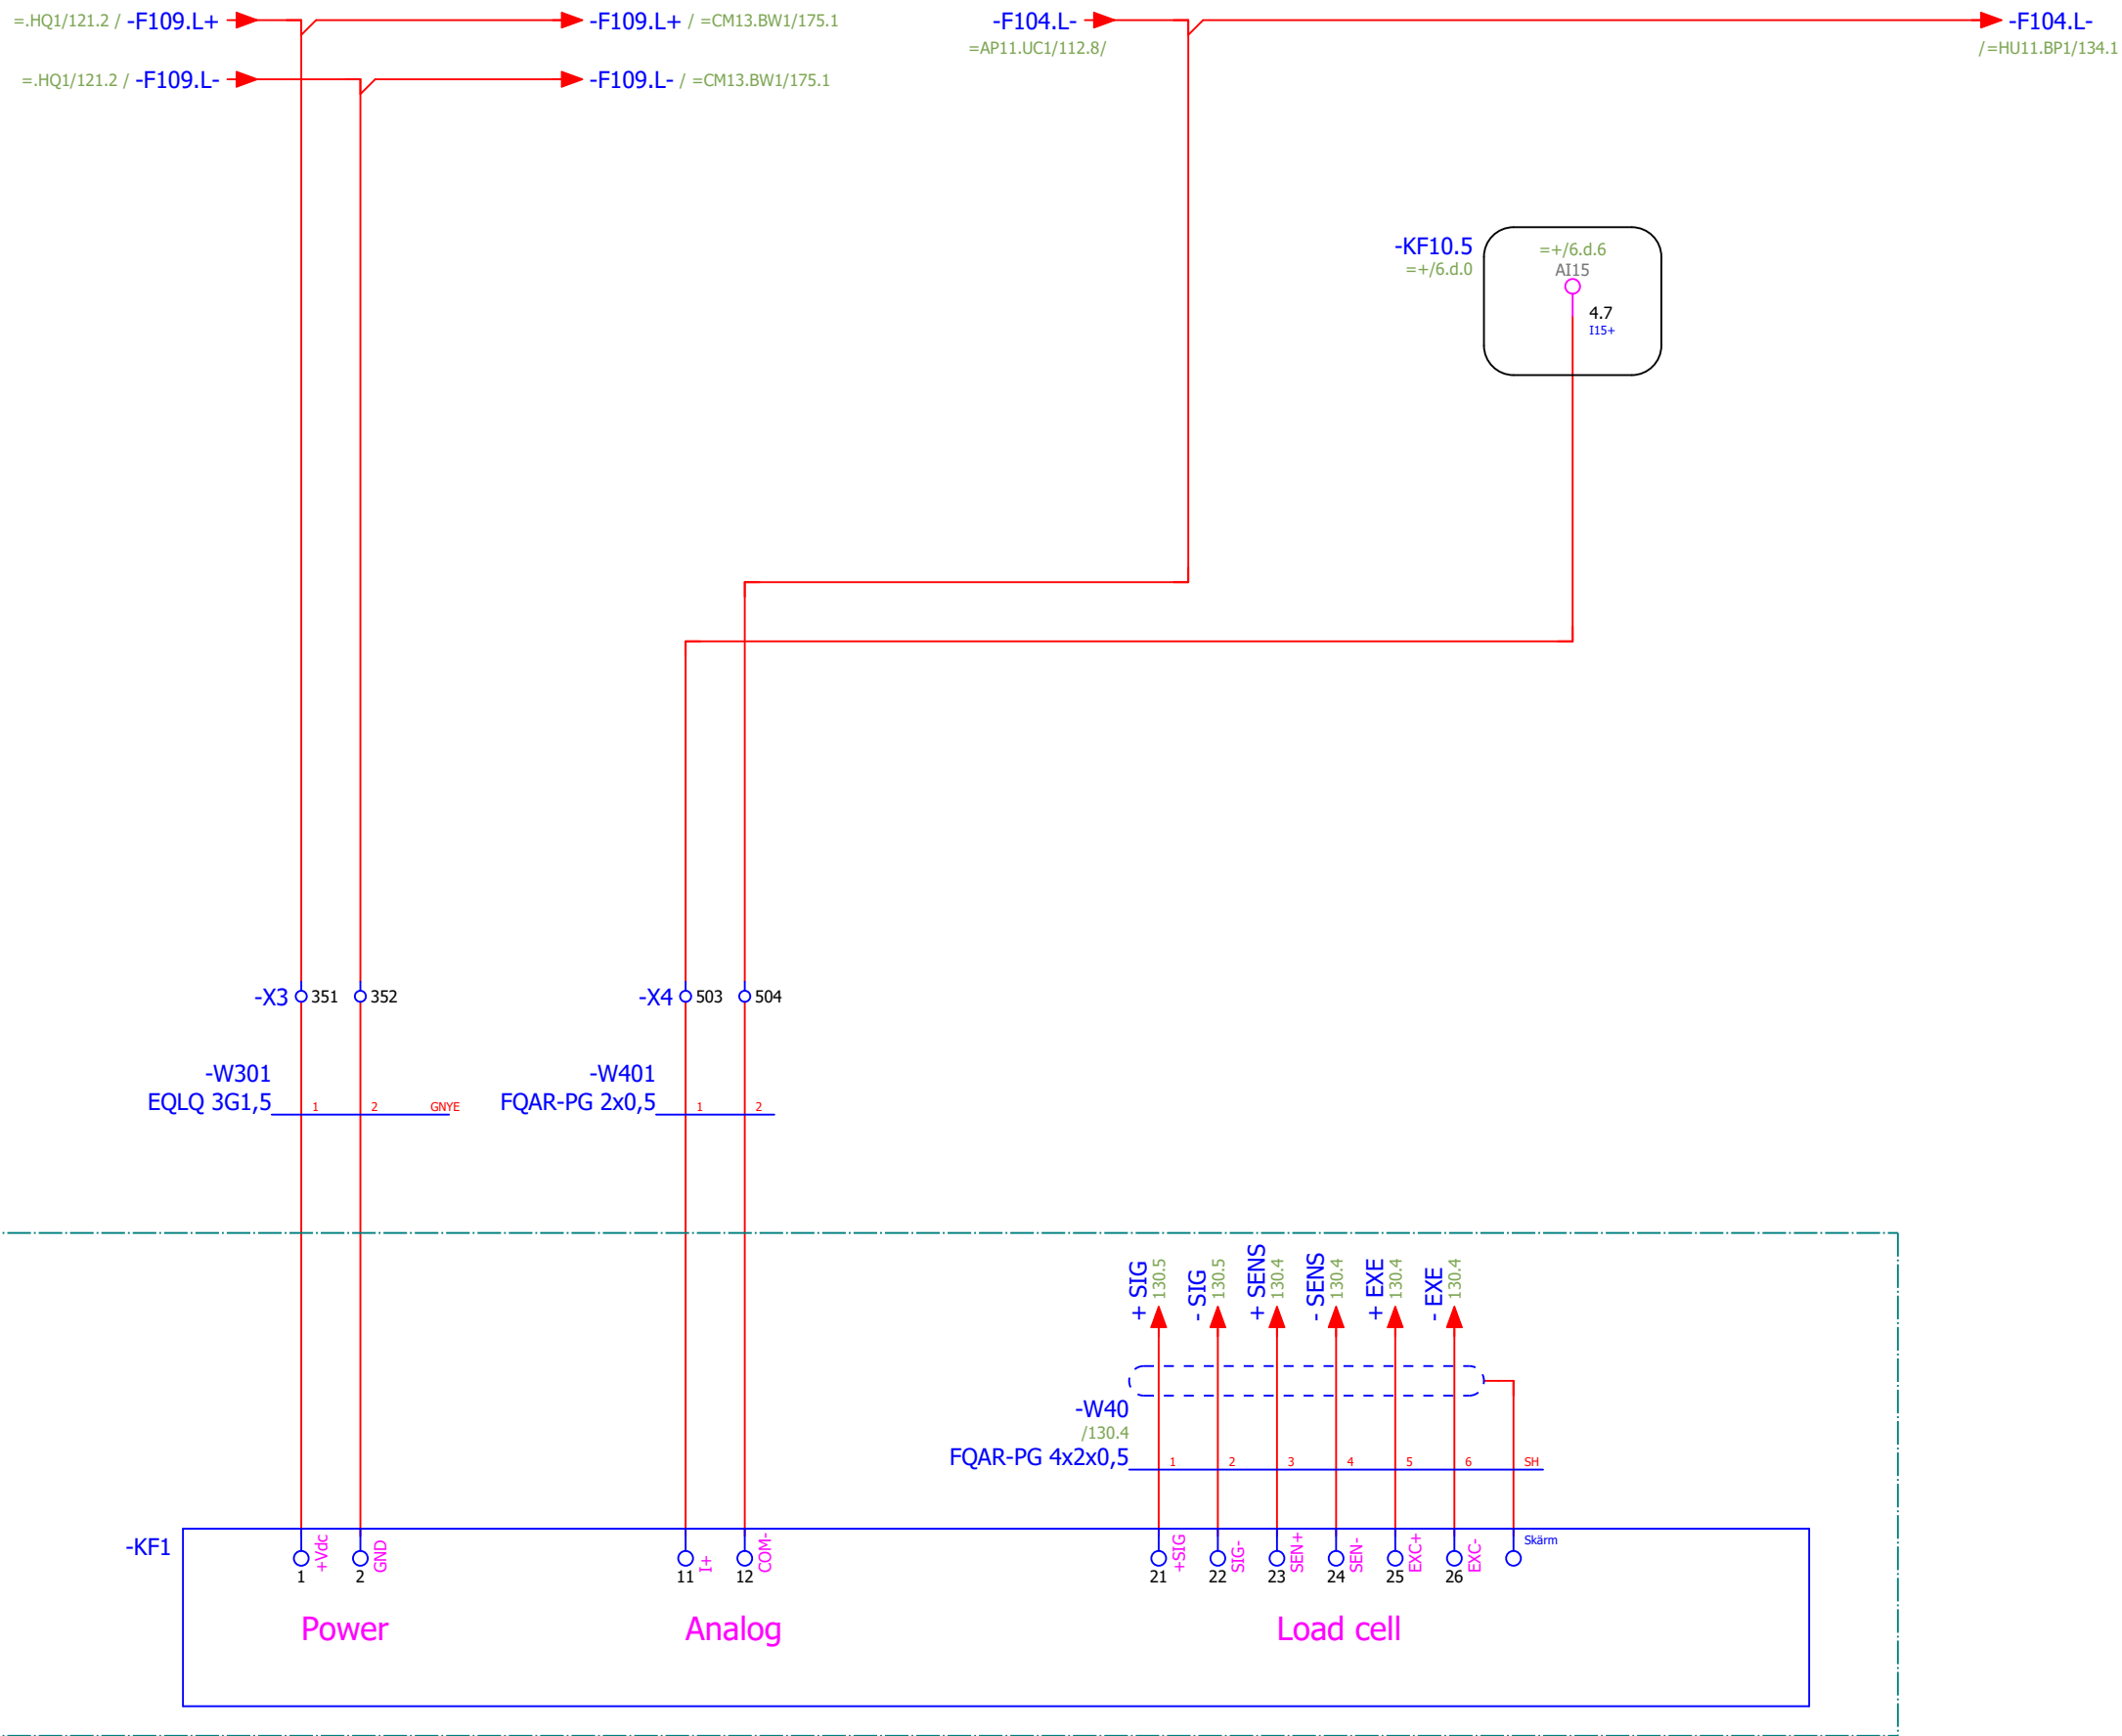 =.HQ1/121.2 / -F109.L+
-F109.L+ / =CM13.BW1/175.1
-F104.L-
=AP11.UC1/112.8/
-F104.L-
/=HU11.BP1/134.1
=.HQ1/121.2 / -F109.L-
-F109.L- / =CM13.BW1/175.1
-KF10.5
=+/6.d.0
=+/6.d.6
AI15
4.7
I15+
-X3 351 352
-X4 503 504
-W301
EQLQ 3G1,5
1 2 GNYE
-W401
FQAR-PG 2x0,5
1 2
+ SIG
130.5
- SIG
130.5
+ SENS
130.4
- SENS
130.4
+ EXE
130.4
- EXE
130.4
-W40
/130.4
FQAR-PG 4x2x0,5
1 2 3 4 5 6 SH
-KF1
+Vdc
GND
I+
COM-
+SIG
SIG-
SEN+
SEN-
EXC+
EXC-
Skärm
1 2 11 12 21 22 23 24 25 26
Power
Analog
Load cell